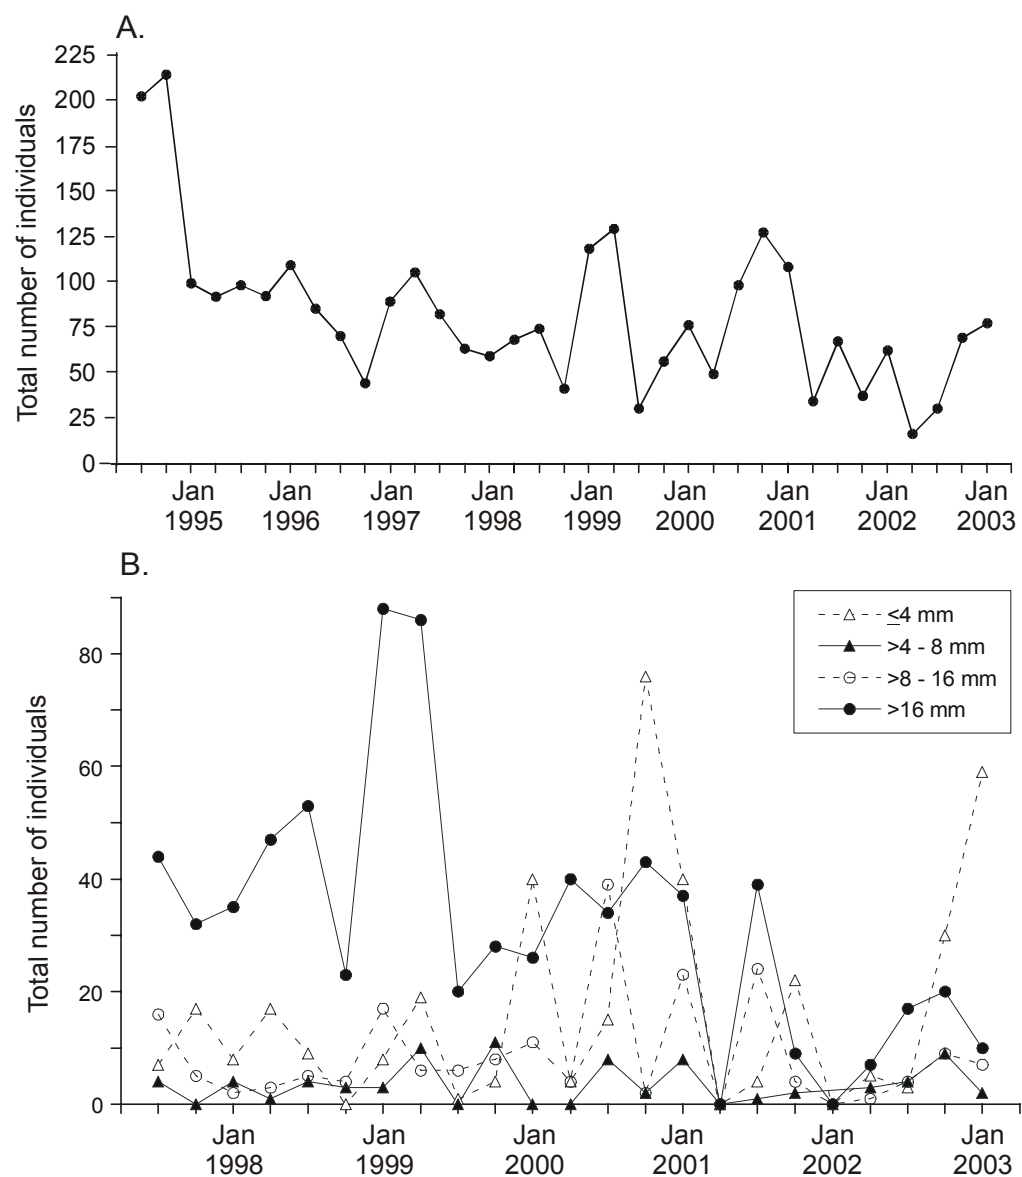 A.
225
200
175
150
125
100
75
50
25
0
Total number of individuals
Jan Jan Jan Jan Jan Jan Jan Jan Jan
1995 1996 1997 1998 1999 2000 2001 2002 2003
B.
80
60
40
20
0
Total number of individuals
≤4 mm
>4 - 8 mm
>8 - 16 mm
>16 mm
Jan Jan Jan Jan Jan Jan
1998 1999 2000 2001 2002 2003